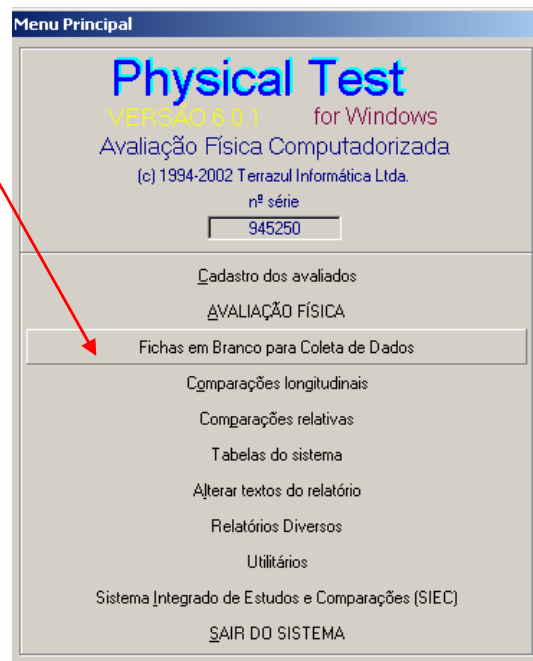 Menu Principal
Physical Test
VERSÃO 6.0.1 for Windows
Avaliação Física Computadorizada
(c) 1994-2002 Terrazul Informática Ltda.
nº série
945250
Cadastro dos avaliados
AVALIAÇÃO FÍSICA
Fichas em Branco para Coleta de Dados
Comparações longitudinais
Comparações relativas
Tabelas do sistema
Alterar textos do relatório
Relatórios Diversos
Utilitários
Sistema Integrado de Estudos e Comparações (SIEC)
SAIR DO SISTEMA